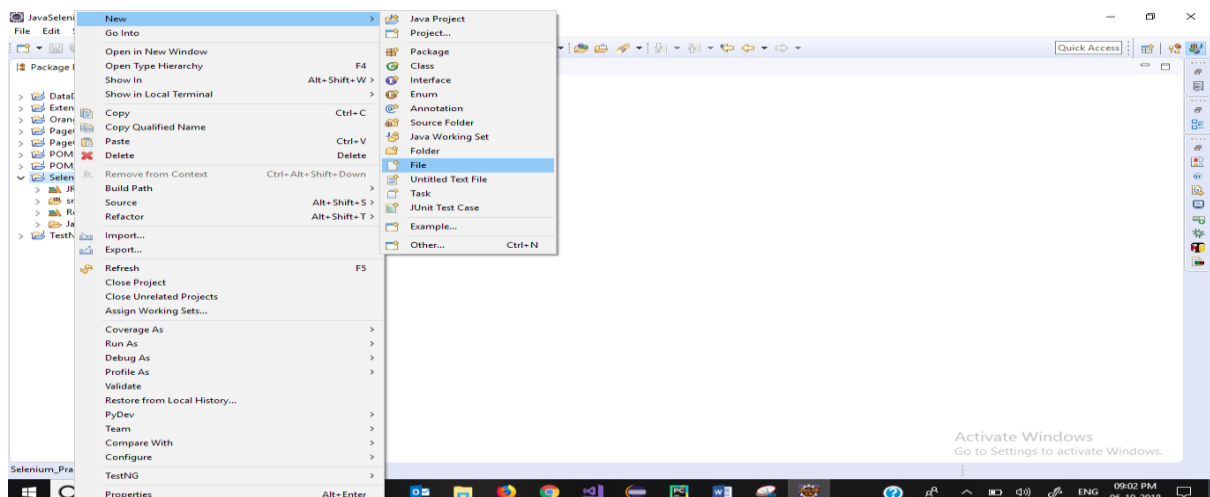 JavaSeleni
File Edit
Quick Access
Package
DataD
Exten
Oran
Page
Page
POM
POM
Selen
JR
sr
Re
Ja
TestN
New
Go Into
Open in New Window
Open Type Hierarchy F4
Show In Alt+Shift+W >
Show in Local Terminal
Copy Ctrl+C
Copy Qualified Name
Paste Ctrl+V
Delete Delete
Remove from Context Ctrl+Alt+Shift+Down
Build Path
Source Alt+Shift+S >
Refactor Alt+Shift+T >
Import...
Export...
Refresh F5
Close Project
Close Unrelated Projects
Assign Working Sets...
Coverage As
Run As
Debug As
Profile As
Validate
Restore from Local History...
PyDev
Team
Compare With
Configure
TestNG
Properties Alt+Enter
Java Project
Project...
Package
Class
Interface
Enum
Annotation
Source Folder
Java Working Set
Folder
File
Untitled Text File
Task
JUnit Test Case
Example...
Other... Ctrl+N
Activate Windows
Go to Settings to activate Windows.
Selenium_Pra
ENG
09:02 PM
06-10-2018